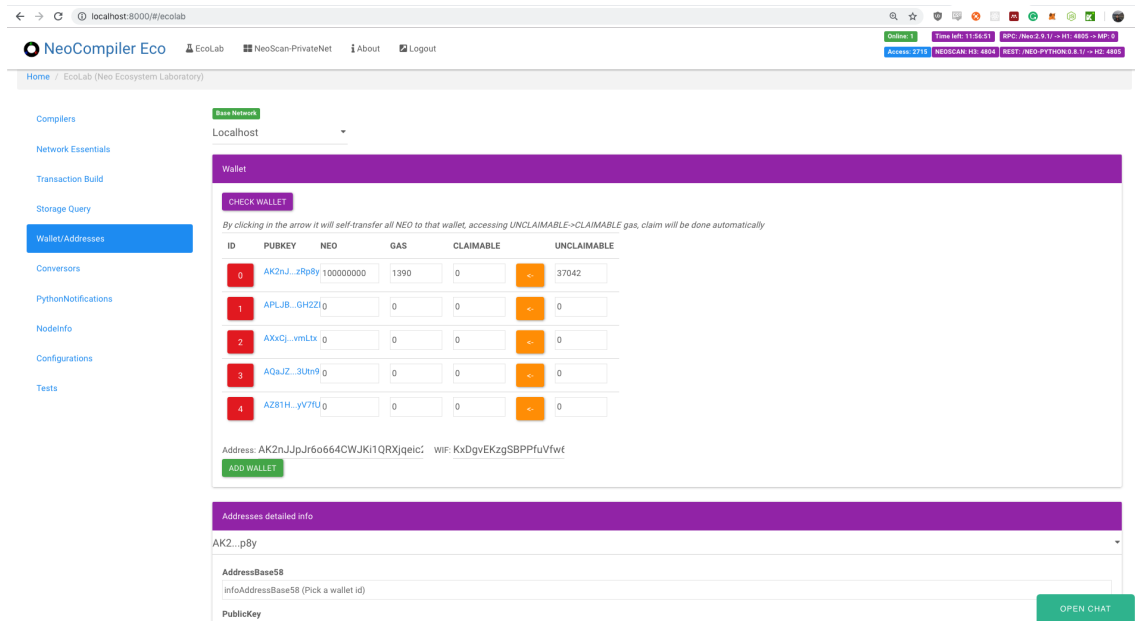 localhost:8000/#/ecolab
NeoCompiler Eco
EcoLab
NeoScan-PrivateNet
About
Logout
Online: 1
Time left: 11:56:51
RPC: /Neo:2.9.1/ -> H1: 4805 -> MP: 0
Access: 2715
NEOSCAN: H3: 4804
REST: /NEO-PYTHON:0.8.1/ -> H2: 4805
Home / EcoLab (Neo Ecosystem Laboratory)
Compilers
Network Essentials
Transaction Build
Storage Query
Wallet/Addresses
Conversors
PythonNotifications
NodeInfo
Configurations
Tests
Base Network
Localhost
Wallet
CHECK WALLET
By clicking in the arrow it will self-transfer all NEO to that wallet, accessing UNCLAIMABLE->CLAIMABLE gas, claim will be done automatically
ID PUBKEY NEO GAS CLAIMABLE UNCLAIMABLE
0 AK2nJ...zRp8y 100000000 1390 0 <- 37042
1 APLJB...GH2Zl 0 0 0 <- 0
2 AXxCj...vmLtx 0 0 0 <- 0
3 AQaJZ...3Utn9 0 0 0 <- 0
4 AZ81H...yV7fU 0 0 0 <- 0
Address: AK2nJJpJr6o664CWJKi1QRXjqeic2 WIF: KxDgvEKzgSBPPfuVfw6
ADD WALLET
Addresses detailed info
AK2...p8y
AddressBase58
infoAddressBase58 (Pick a wallet id)
PublicKey
OPEN CHAT